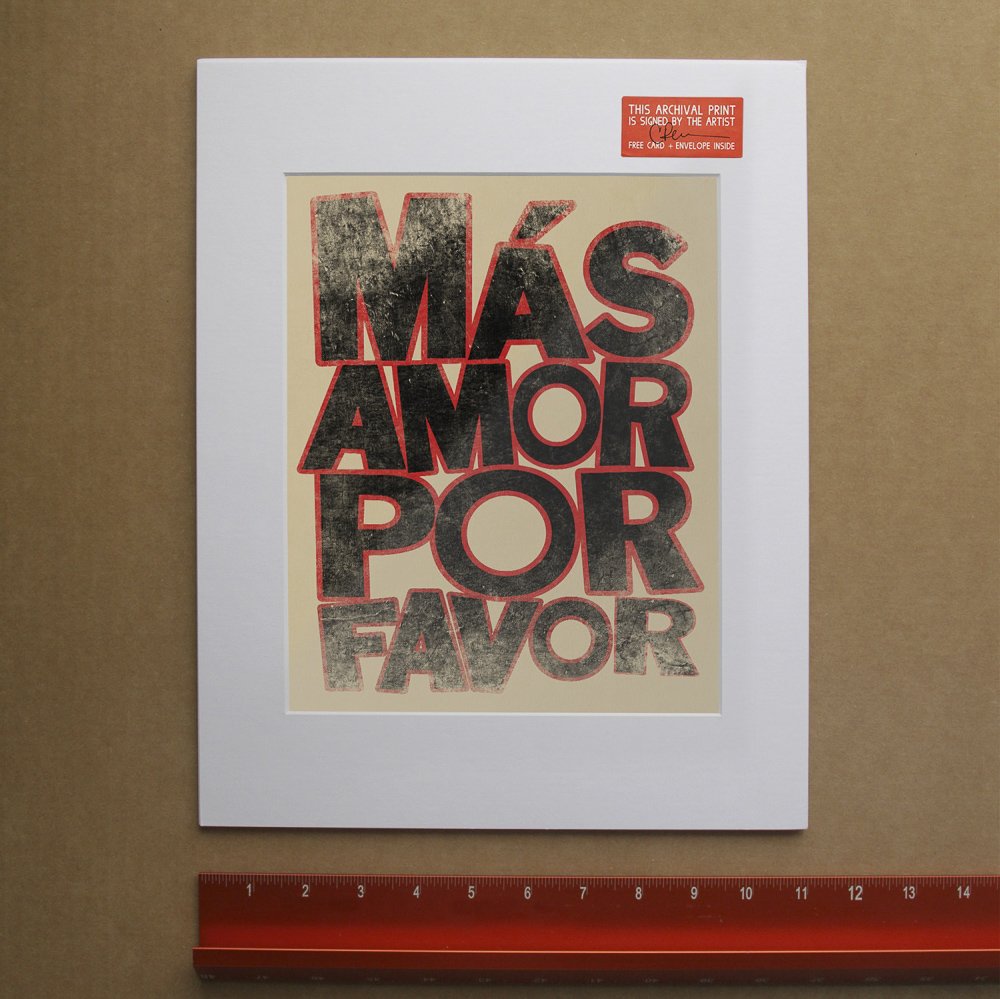 THIS ARCHIVAL PRINT
IS SIGNED BY THE ARTIST
FREE CARD + ENVELOPE INSIDE
MÁS
AMOR
POR
FAVOR
1 2 3 4 5 6 7 8 9 10 11 12 13 14